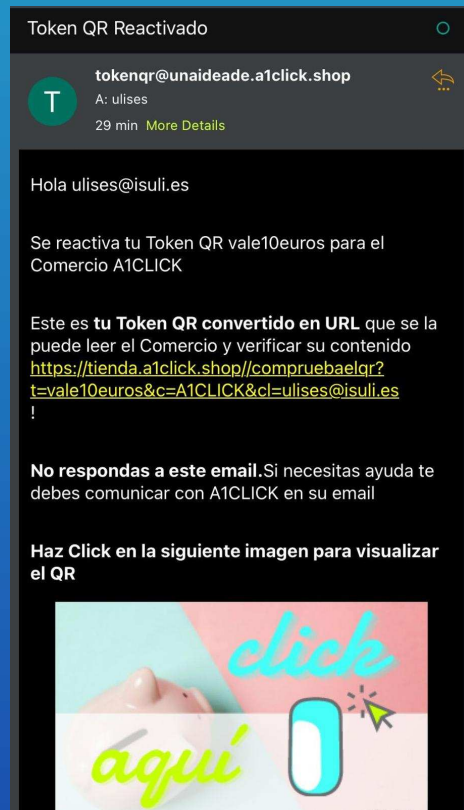 Token QR Reactivado
T
tokenqr@unaideade.a1click.shop
A: ulises
29 min More Details
Hola ulises@isuli.es
Se reactiva tu Token QR vale10euros para el
Comercio A1CLICK
Este es tu Token QR convertido en URL que se la
puede leer el Comercio y verificar su contenido
https://tienda.a1click.shop//compruebaelqr?
t=vale10euros&c=A1CLICK&cl=ulises@isuli.es
!
No respondas a este email.Si necesitas ayuda te
debes comunicar con A1CLICK en su email
Haz Click en la siguiente imagen para visualizar
el QR
click
aquí